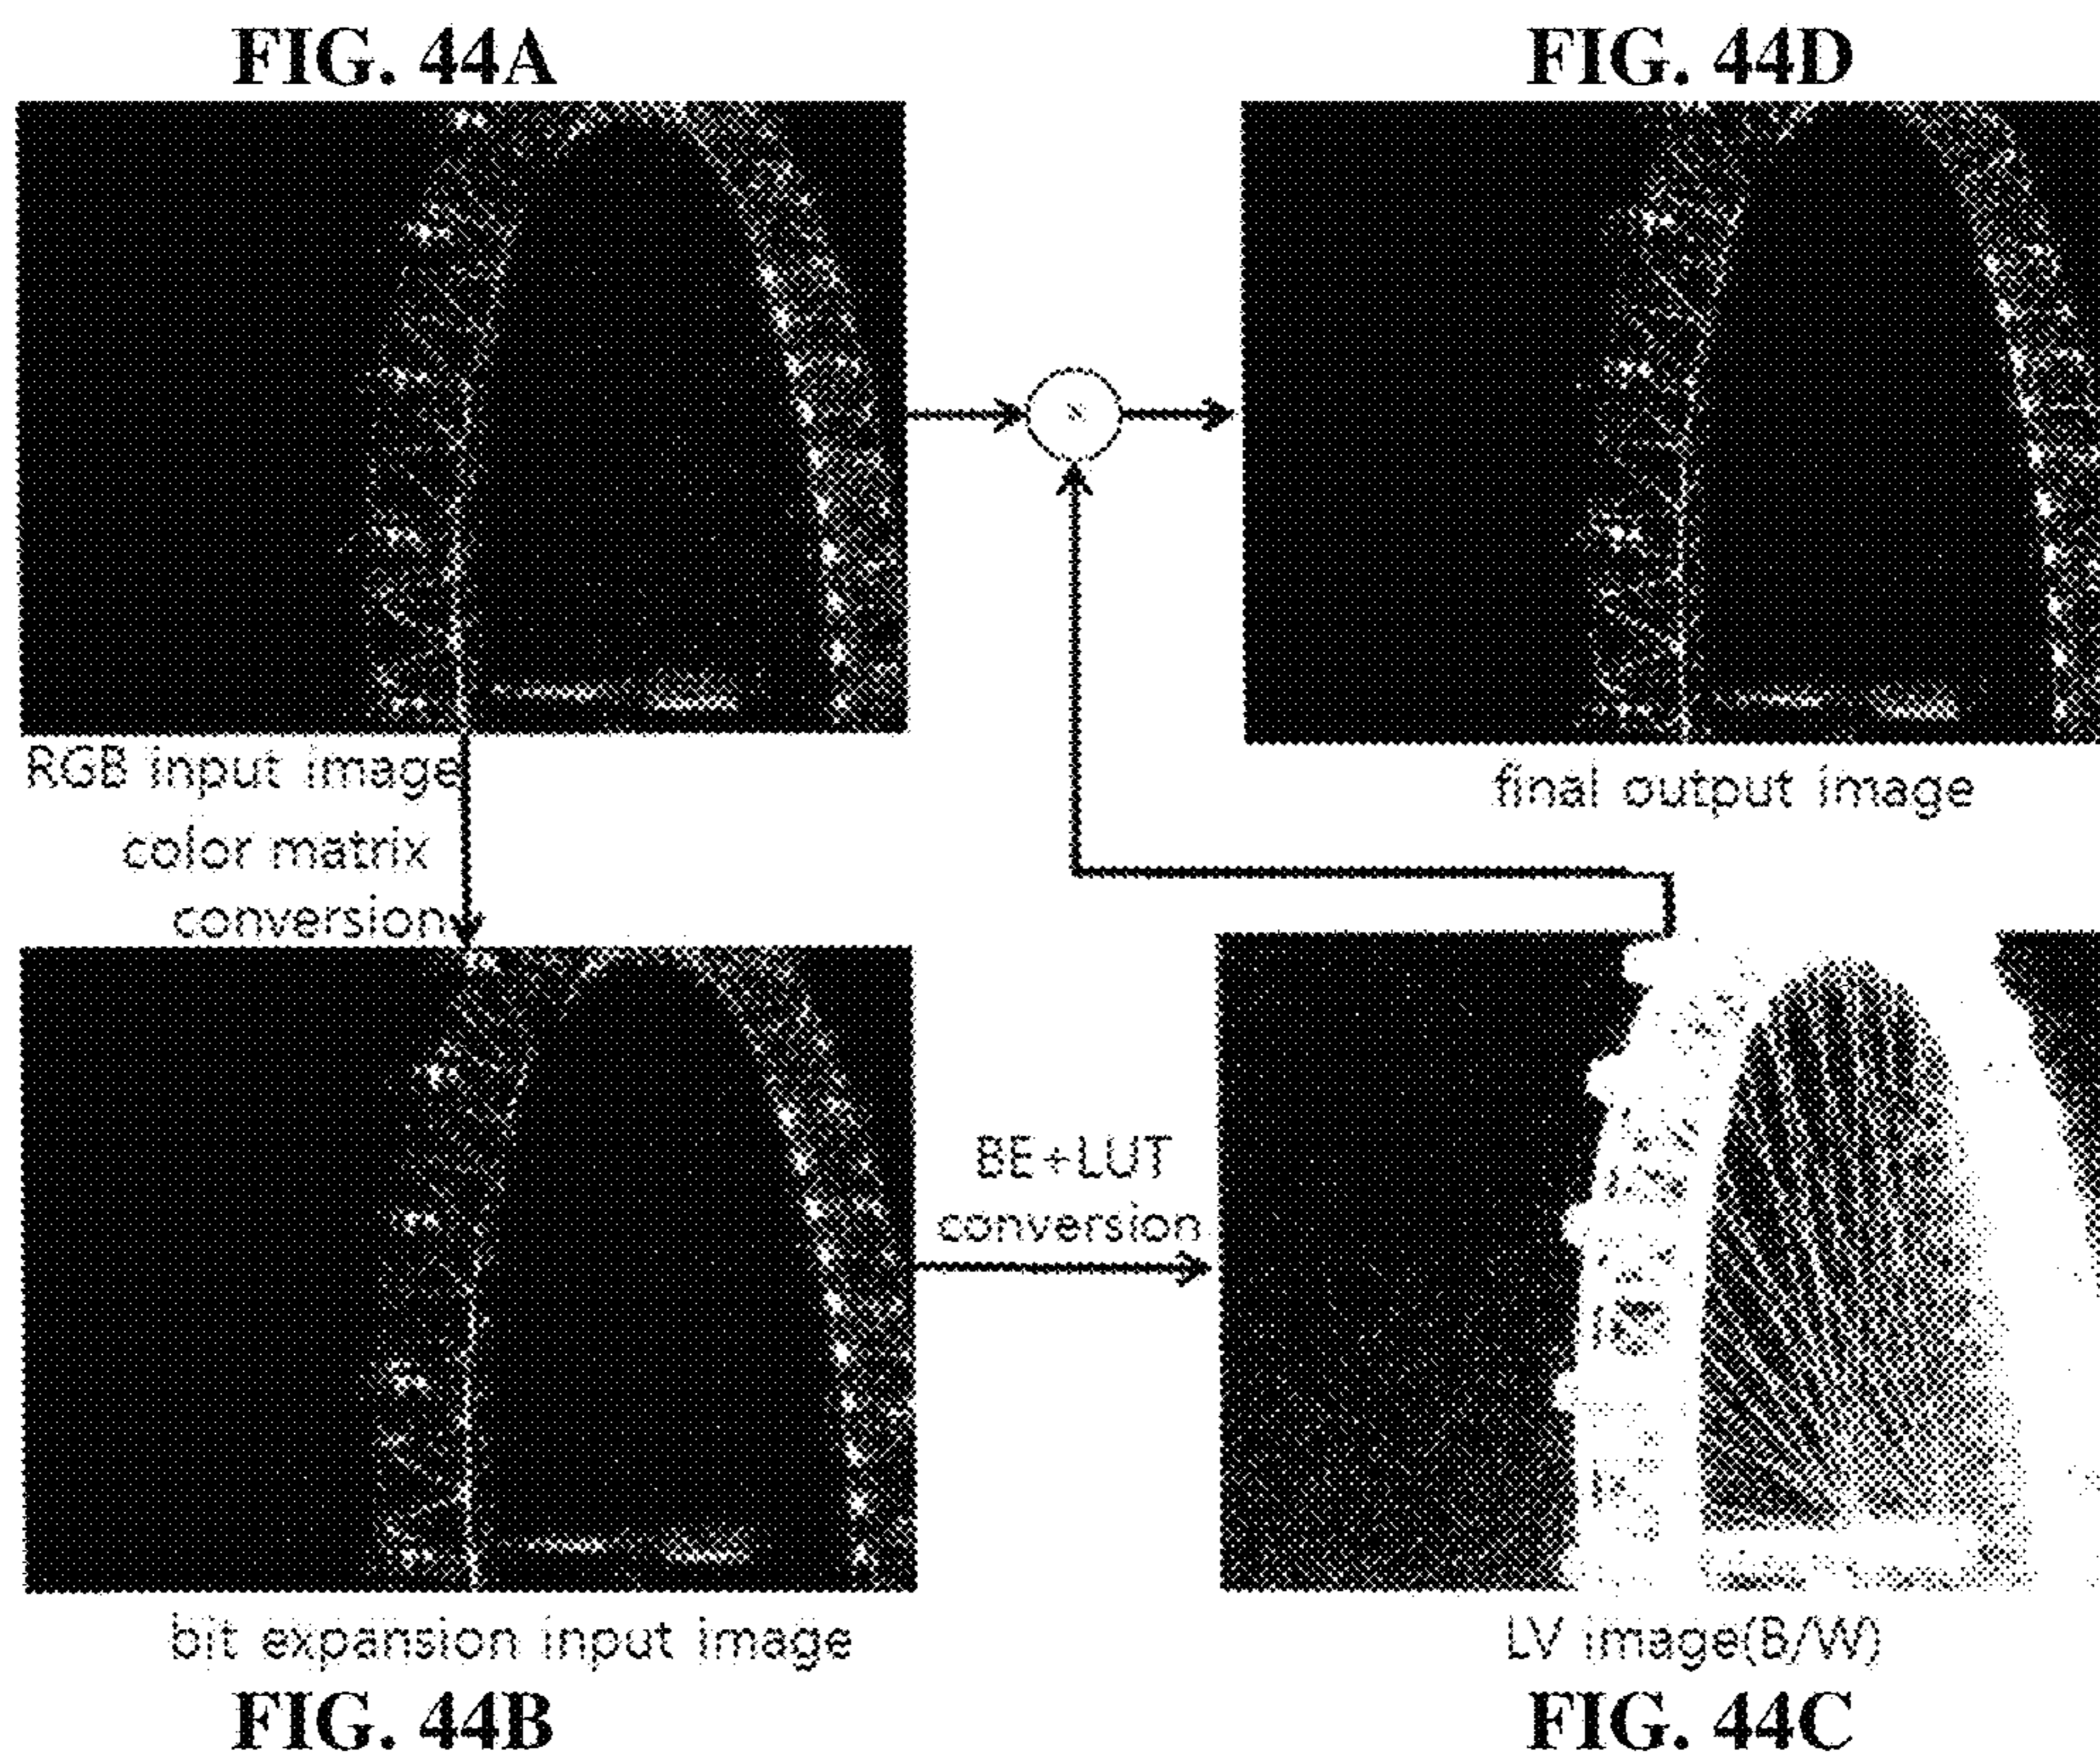 FIG. 44A
FIG. 44D
×
RGB input image
final output image
color matrix
conversion
BE+LUT
conversion
bit expansion input image
LV image(B/W)
FIG. 44B
FIG. 44C